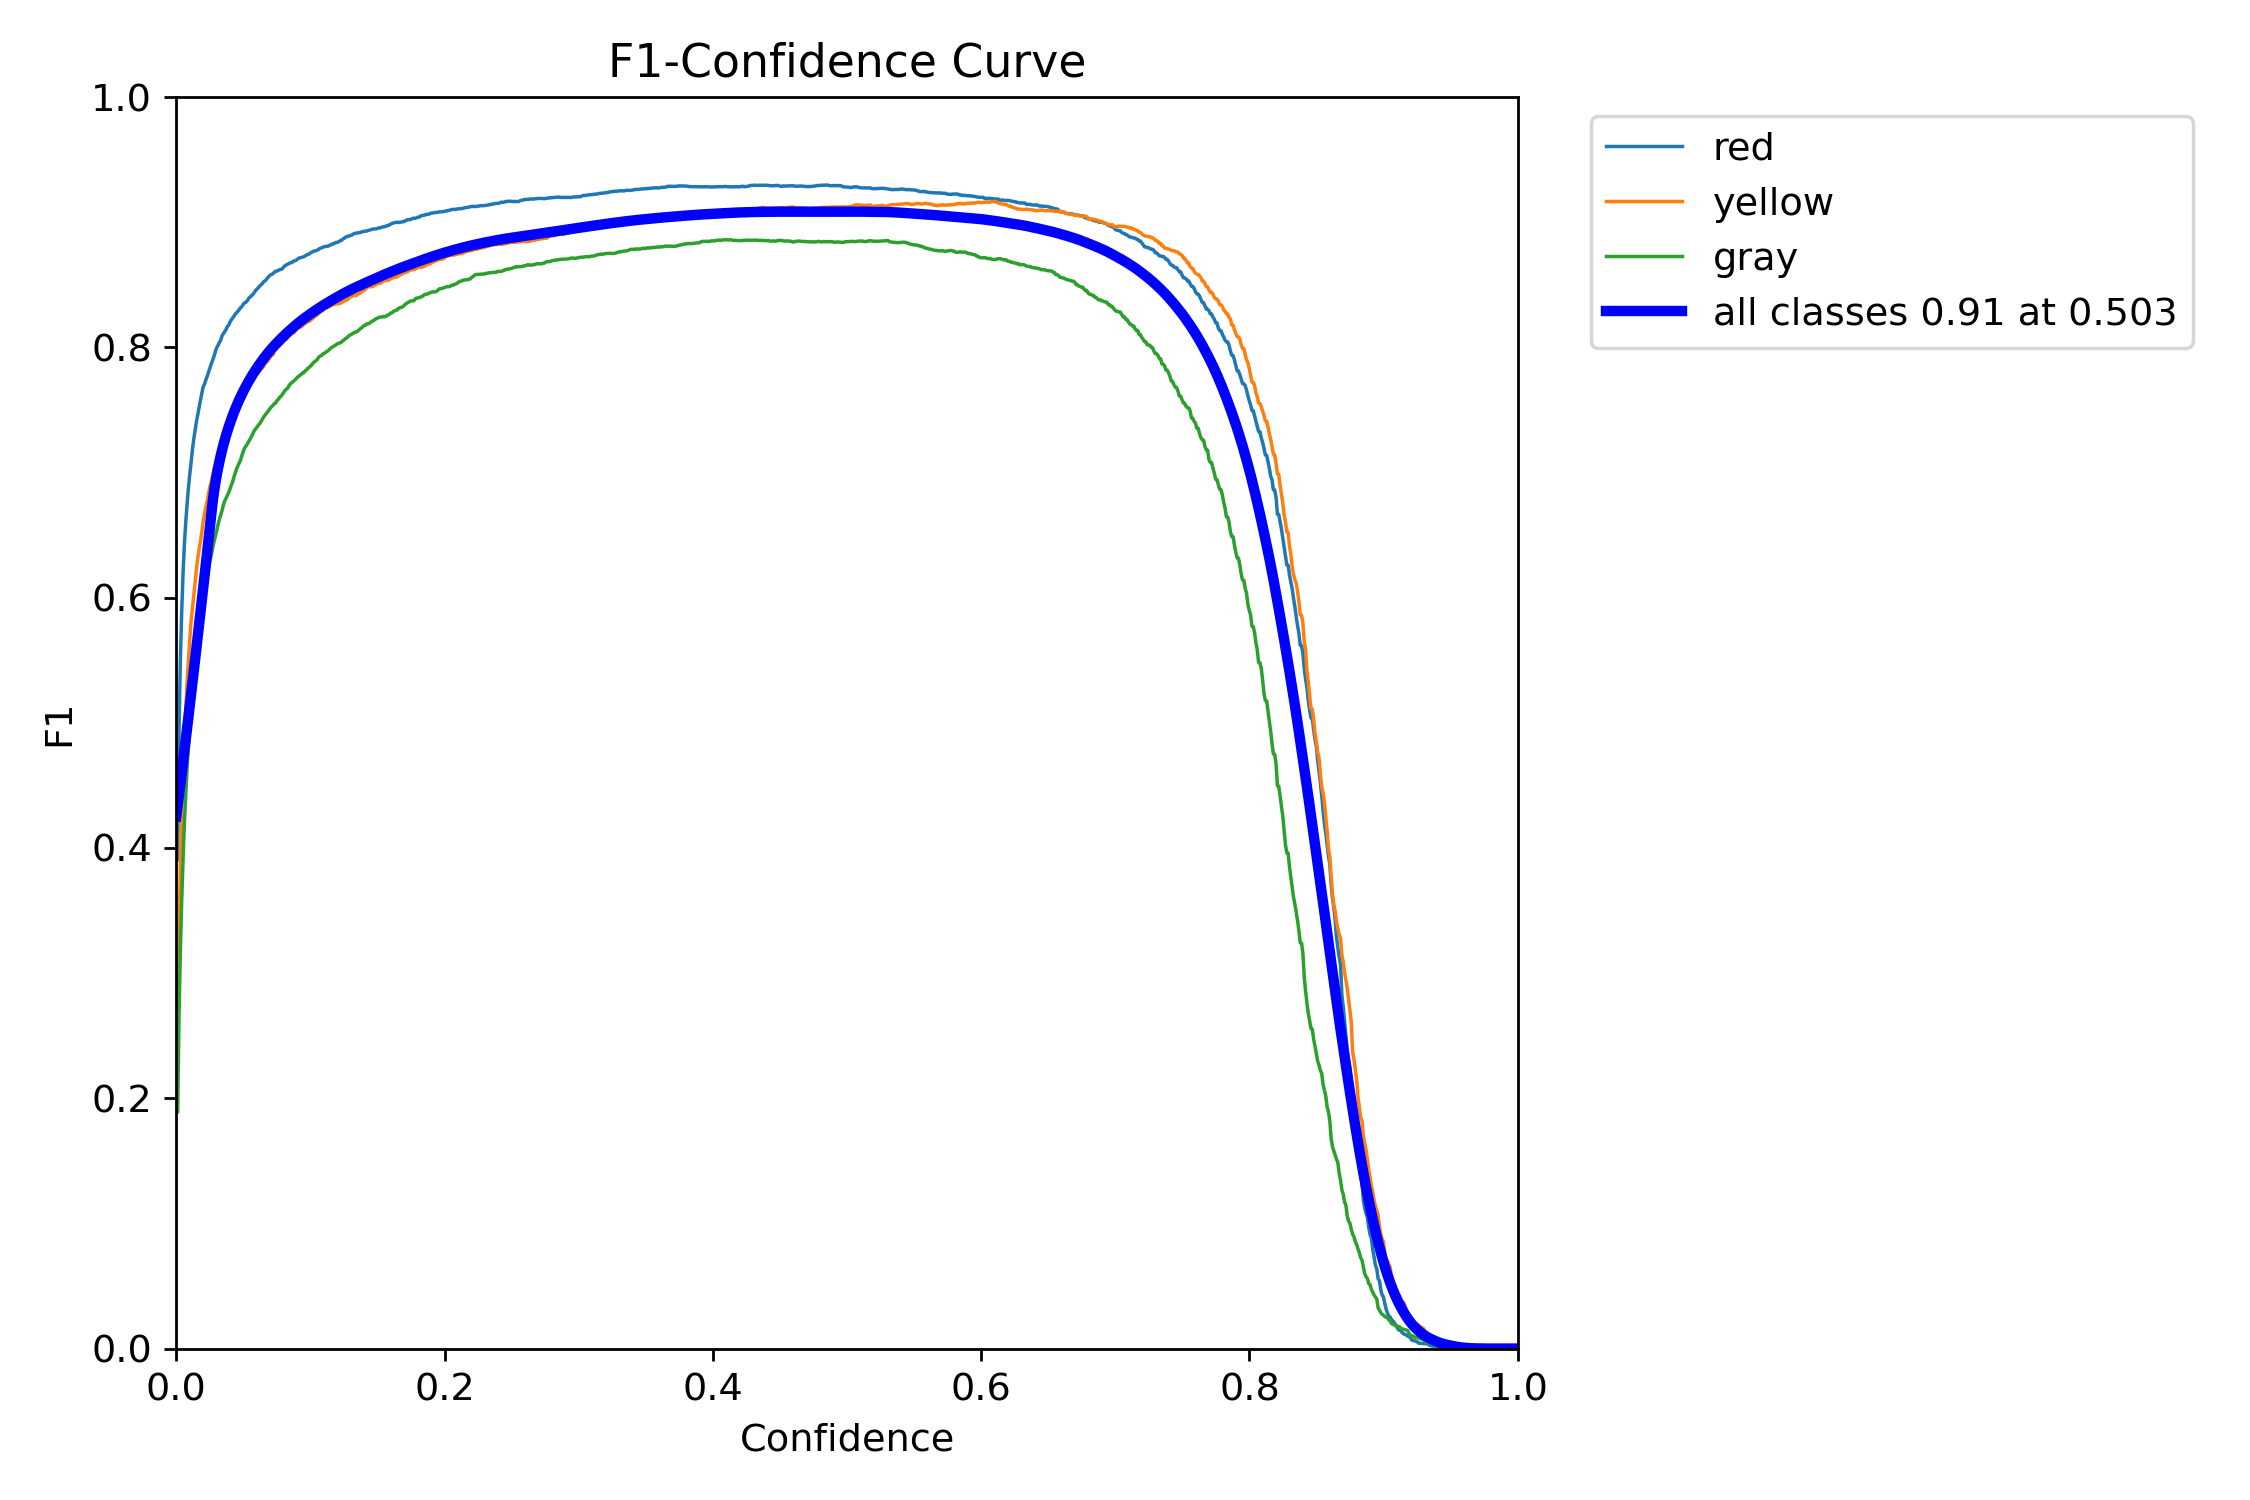 F1-Confidence Curve
1.0
0.8
0.6
0.4
0.2
0.0
F1
0.0 0.2 0.4 0.6 0.8 1.0
Confidence
red
yellow
gray
all classes 0.91 at 0.503